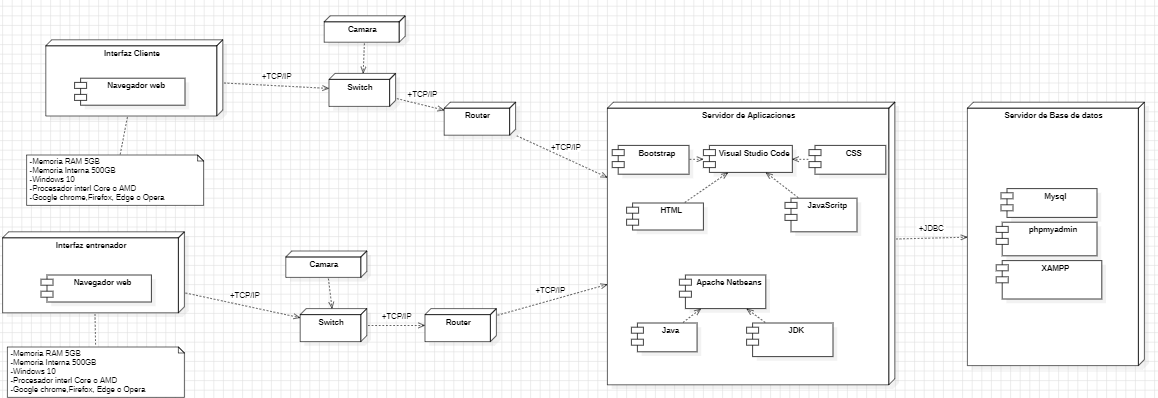 Camara
Interfaz Cliente
Navegador web
+TCP/IP
Switch
+TCP/IP
Router
+TCP/IP
-Memoria RAM 5GB
-Memoria Interna 500GB
-Windows 10
-Procesador interl Core o AMD
-Google chrome,Firefox, Edge o Opera
Interfaz entrenador
Navegador web
+TCP/IP
Camara
Switch
+TCP/IP
Router
+TCP/IP
-Memoria RAM 5GB
-Memoria Interna 500GB
-Windows 10
-Procesador interl Core o AMD
-Google chrome,Firefox, Edge o Opera
Servidor de Aplicaciones
Bootstrap
Visual Studio Code
CSS
HTML
JavaScritp
Apache Netbeans
Java
JDK
+JDBC
Servidor de Base de datos
Mysql
phpmyadmin
XAMPP